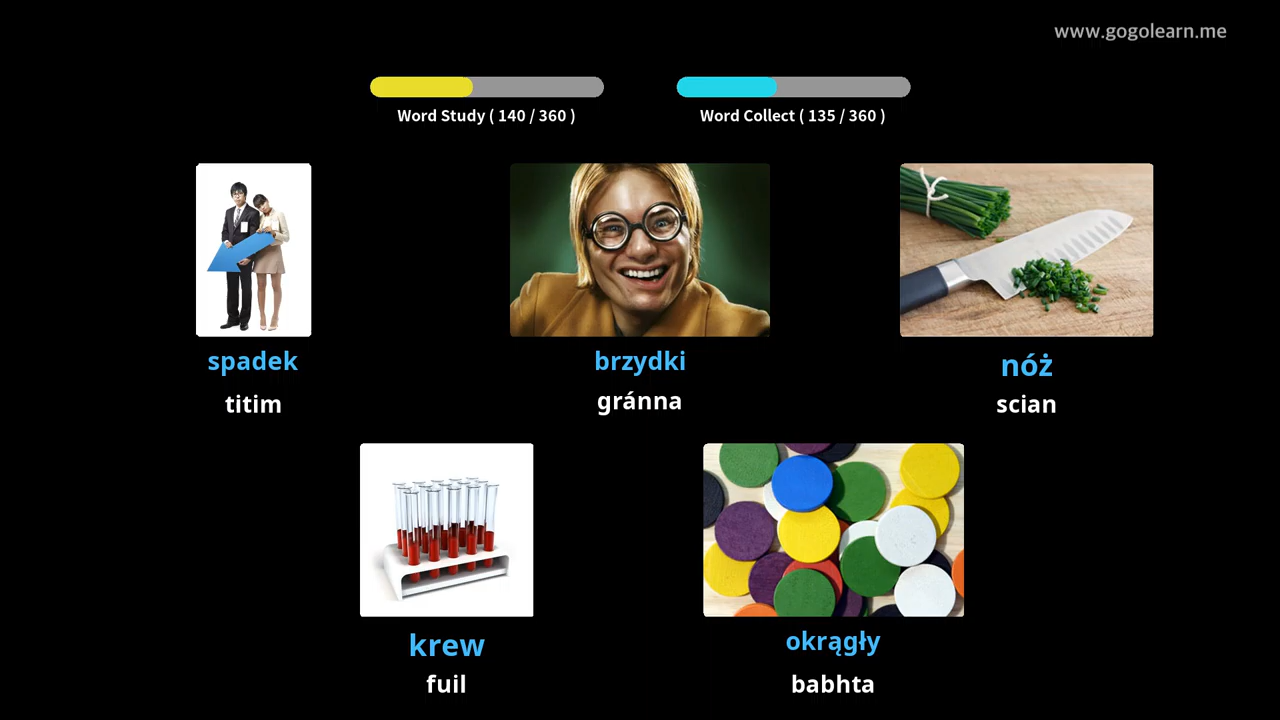 www.gogolearn.me
Word Study ( 140 / 360 )
Word Collect ( 135 / 360 )
spadek
titim
brzydki
gránna
nóż
scian
krew
fuil
okrągły
babhta